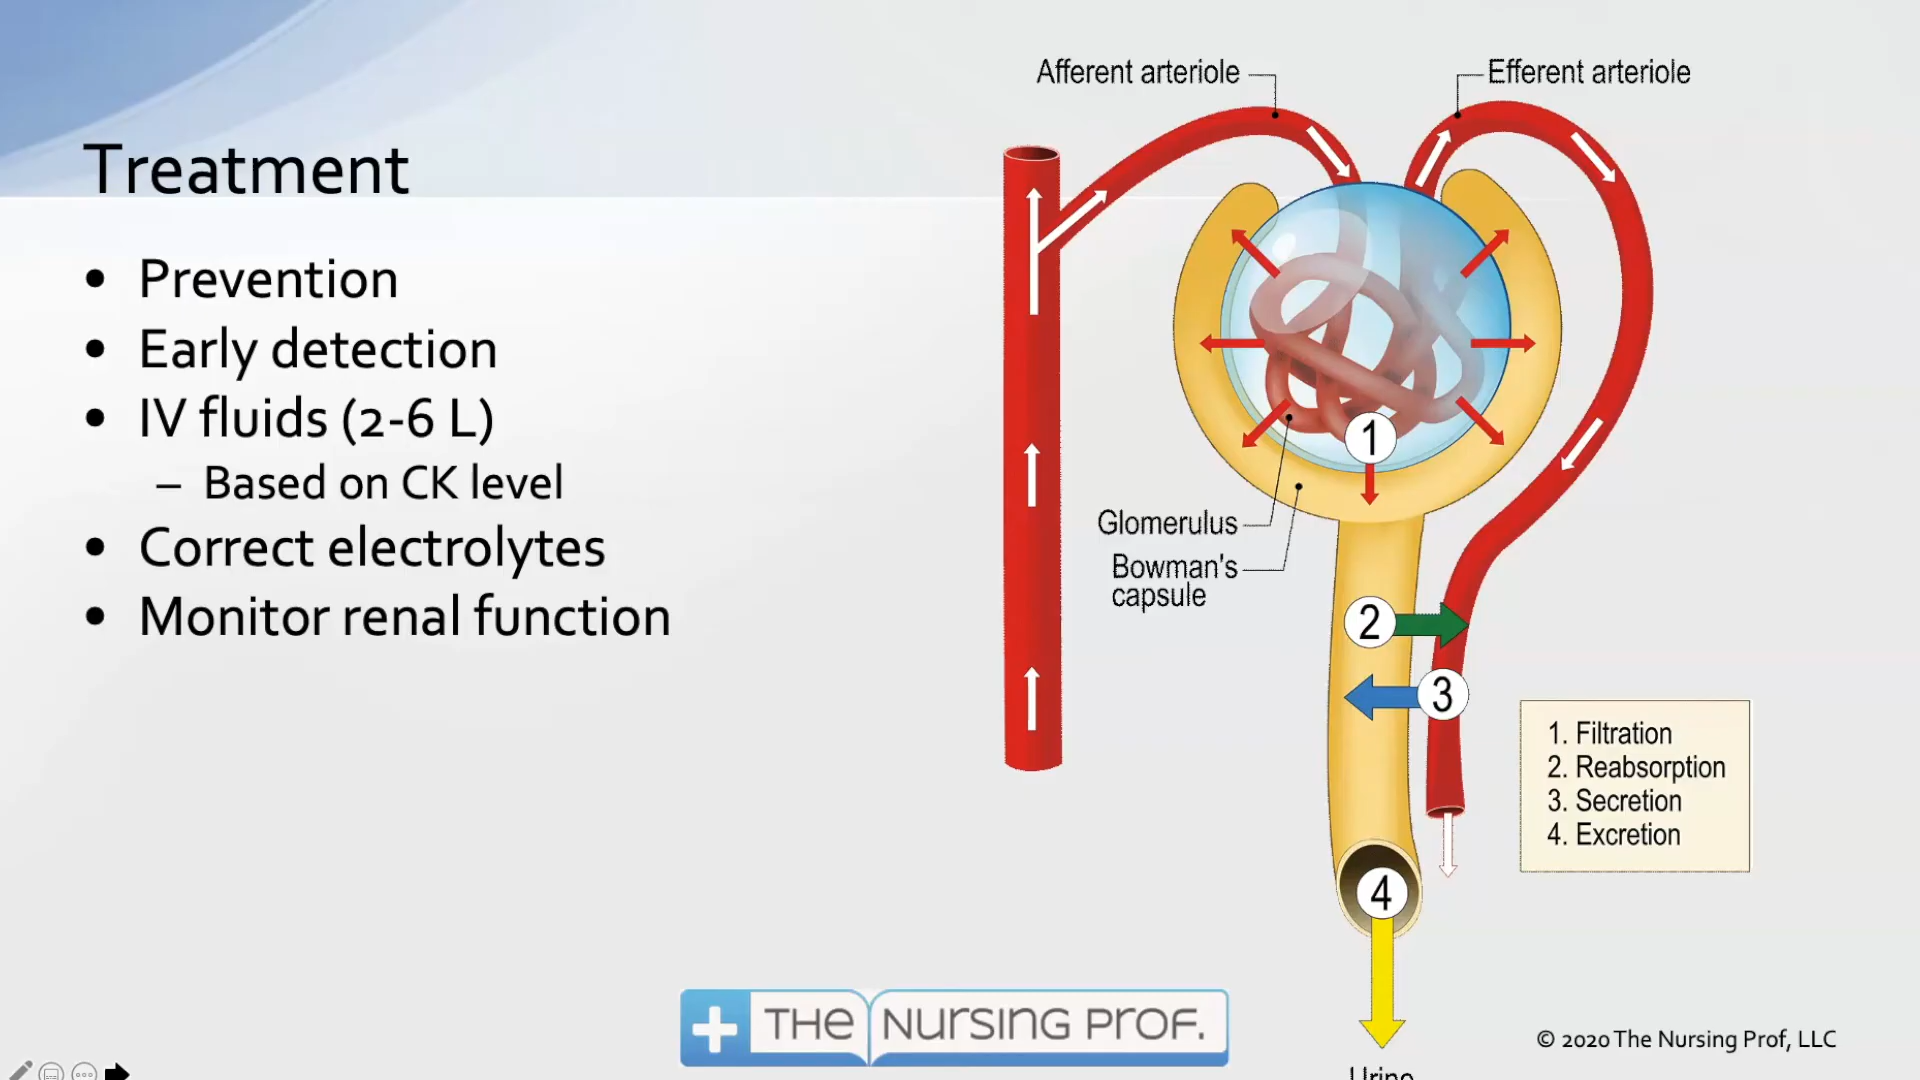 Treatment
• Prevention
• Early detection
• IV fluids (2-6 L)
– Based on CK level
• Correct electrolytes
• Monitor renal function
Afferent arteriole
Efferent arteriole
1
Glomerulus
Bowman's
capsule
2
3
4
1. Filtration
2. Reabsorption
3. Secretion
4. Excretion
Urine
THE NURSING PROF.
© 2020 The Nursing Prof, LLC